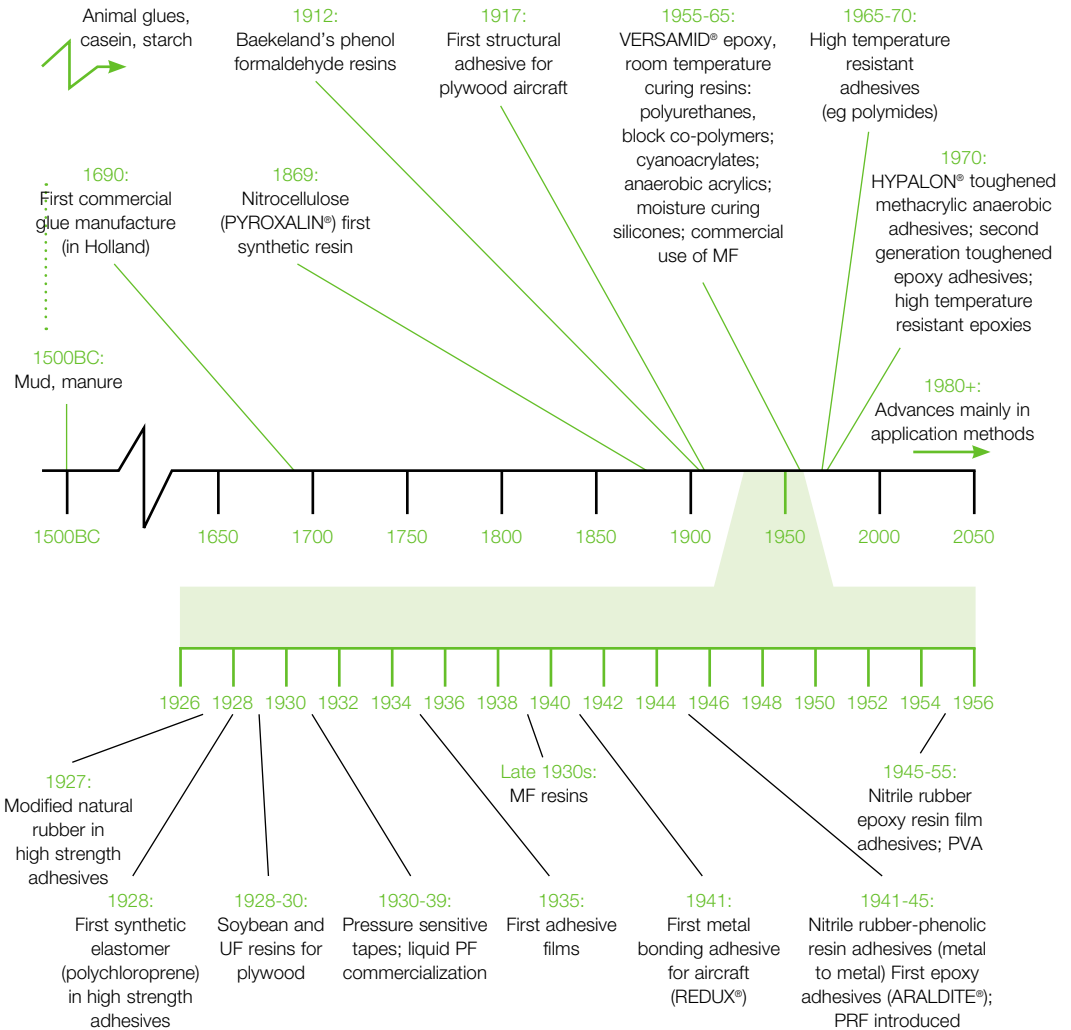 Animal glues,
casein, starch
1912:
Baekeland's phenol
formaldehyde resins
1917:
First structural
adhesive for
plywood aircraft
1955-65:
VERSAMID® epoxy,
room temperature
curing resins:
polyurethanes,
block co-polymers;
cyanoacrylates;
anaerobic acrylics;
moisture curing
silicones; commercial
use of MF
1965-70:
High temperature
resistant
adhesives
(eg polymides)
1690:
First commercial
glue manufacture
(in Holland)
1869:
Nitrocellulose
(PYROXALIN®) first
synthetic resin
1970:
HYPALON® toughened
methacrylic anaerobic
adhesives; second
generation toughened
epoxy adhesives;
high temperature
resistant epoxies
1500BC:
Mud, manure
1980+:
Advances mainly in
application methods
1500BC 1650 1700 1750 1800 1850 1900 1950 2000 2050
1926 1928 1930 1932 1934 1936 1938 1940 1942 1944 1946 1948 1950 1952 1954 1956
1927:
Modified natural
rubber in
high strength
adhesives
Late 1930s:
MF resins
1945-55:
Nitrile rubber
epoxy resin film
adhesives; PVA
1928:
First synthetic
elastomer
(polychloroprene)
in high strength
adhesives
1928-30:
Soybean and
UF resins for
plywood
1930-39:
Pressure sensitive
tapes; liquid PF
commercialization
1935:
First adhesive
films
1941:
First metal
bonding adhesive
for aircraft
(REDUX®)
1941-45:
Nitrile rubber-phenolic
resin adhesives (metal
to metal) First epoxy
adhesives (ARALDITE®);
PRF introduced